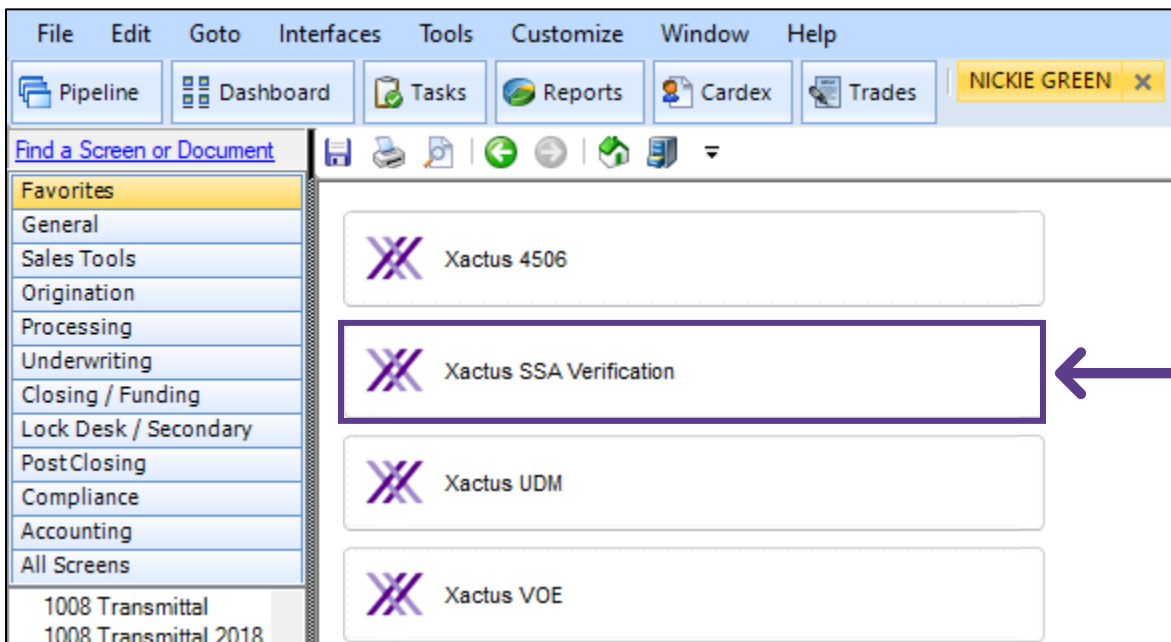 File Edit Goto Interfaces Tools Customize Window Help
Pipeline Dashboard Tasks Reports Cardex Trades NICKIE GREEN
Find a Screen or Document
Favorites
General
Sales Tools
Origination
Processing
Underwriting
Closing / Funding
Lock Desk / Secondary
PostClosing
Compliance
Accounting
All Screens
1008 Transmittal
1008 Transmittal 2018
Xactus 4506
Xactus SSA Verification
Xactus UDM
Xactus VOE